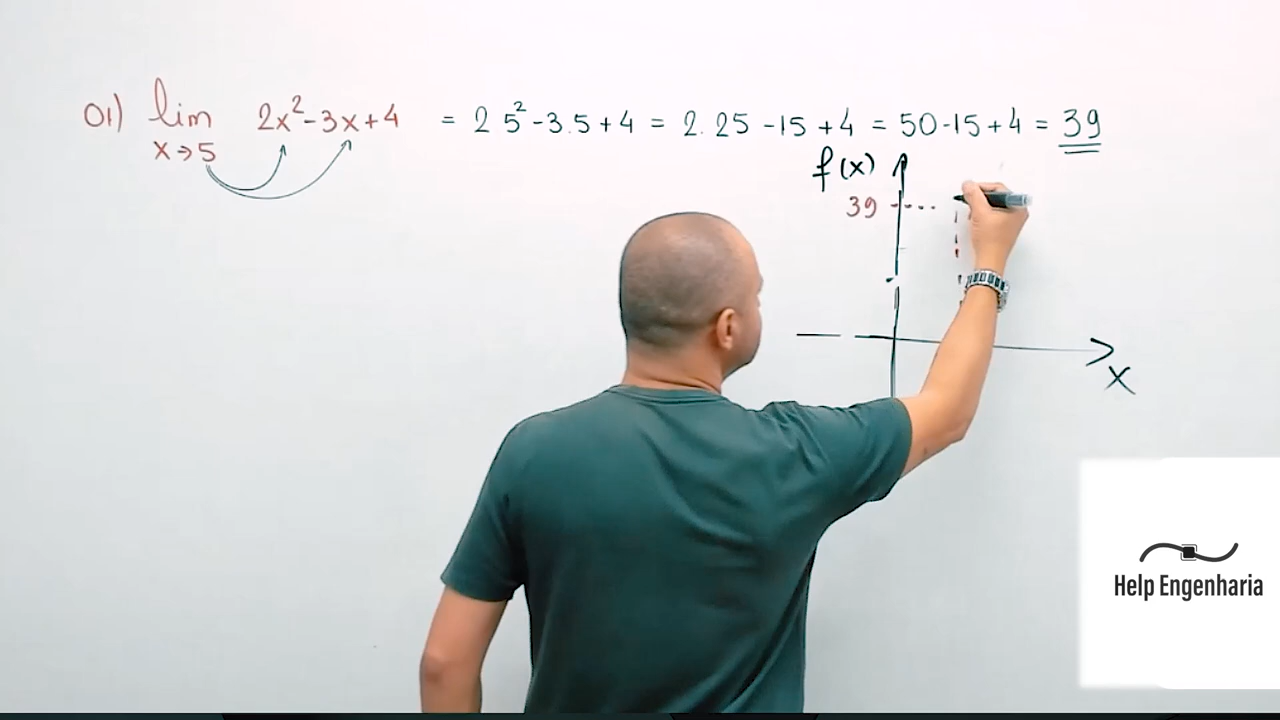 01) lim 2x²-3x+4 = 2 5² -3.5+4 = 2.25 -15 +4 = 50-15+4 = 39
x→5
f(x)
39
x
Help Engenharia